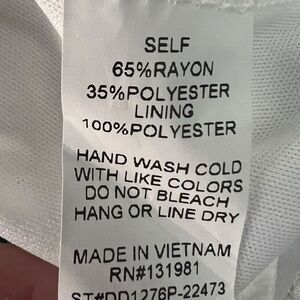 SELF
65%RAYON
35%POLYESTER
LINING
100%POLYESTER
HAND WASH COLD
WITH LIKE COLORS
DO NOT BLEACH
HANG OR LINE DRY
MADE IN VIETNAM
RN#131981
ST#DD1276P-22473